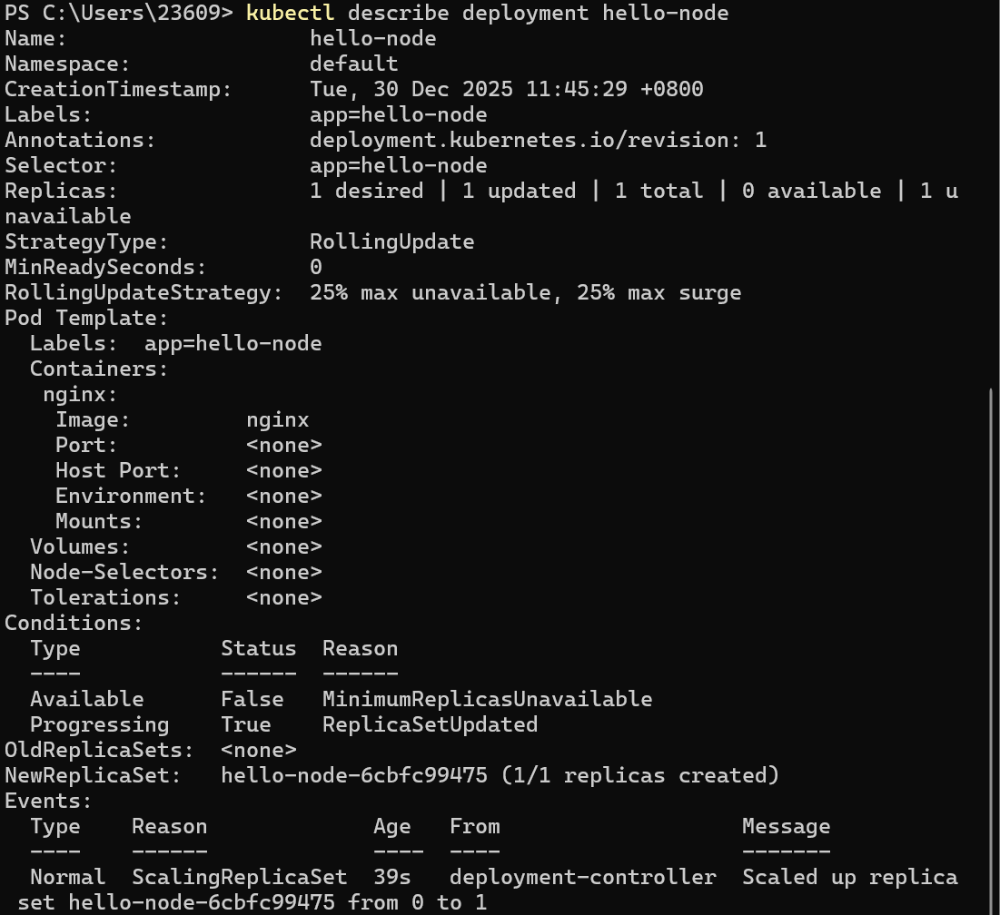 PS C:\Users\23609> kubectl describe deployment hello-node
Name:                   hello-node
Namespace:              default
CreationTimestamp:      Tue, 30 Dec 2025 11:45:29 +0800
Labels:                 app=hello-node
Annotations:            deployment.kubernetes.io/revision: 1
Selector:               app=hello-node
Replicas:               1 desired | 1 updated | 1 total | 0 available | 1 u
navailable
StrategyType:           RollingUpdate
MinReadySeconds:        0
RollingUpdateStrategy:  25% max unavailable, 25% max surge
Pod Template:
  Labels:  app=hello-node
  Containers:
   nginx:
    Image:         nginx
    Port:          <none>
    Host Port:     <none>
    Environment:   <none>
    Mounts:        <none>
  Volumes:         <none>
  Node-Selectors:  <none>
  Tolerations:     <none>
Conditions:
  Type           Status  Reason
  ----           ------  ------
  Available      False   MinimumReplicasUnavailable
  Progressing    True    ReplicaSetUpdated
OldReplicaSets:  <none>
NewReplicaSet:   hello-node-6cbfc99475 (1/1 replicas created)
Events:
  Type    Reason             Age   From                   Message
  ----    ------             ----  ----                   -------
  Normal  ScalingReplicaSet  39s   deployment-controller  Scaled up replica
 set hello-node-6cbfc99475 from 0 to 1